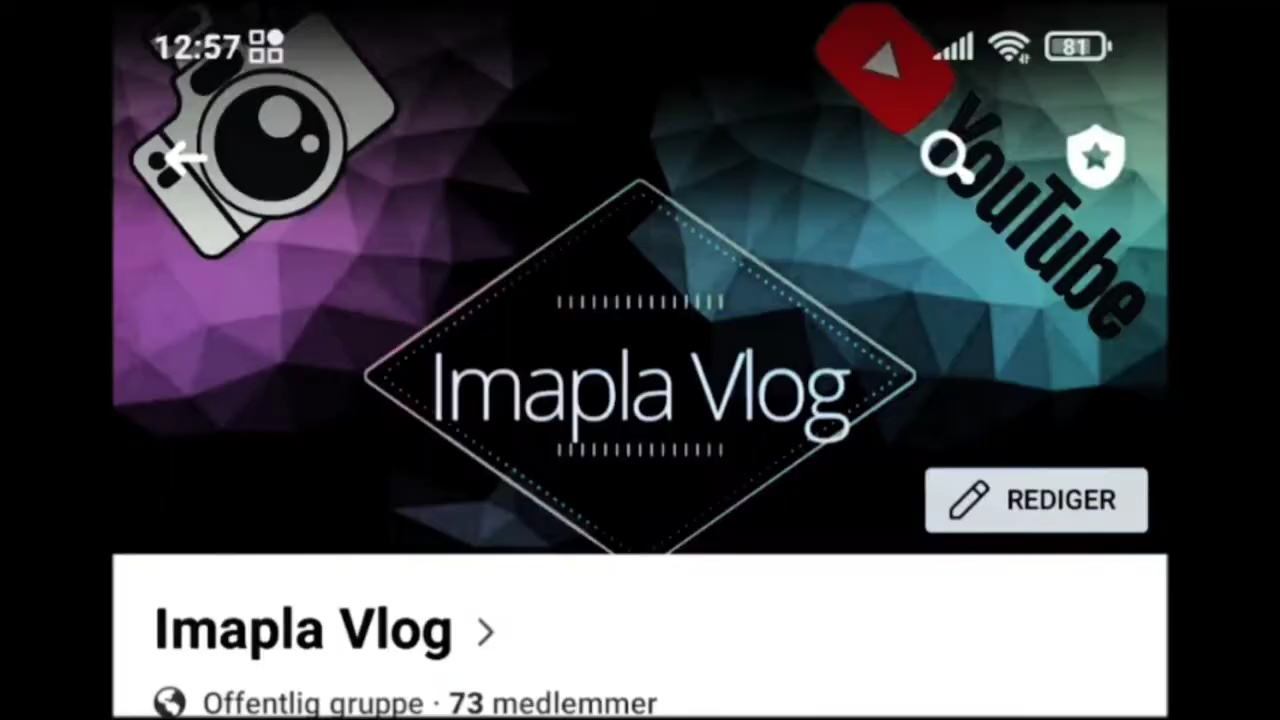 12:57
81
YouTube
Imapla Vlog
REDIGER
Imapla Vlog
Offentlig gruppe · 73 medlemmer